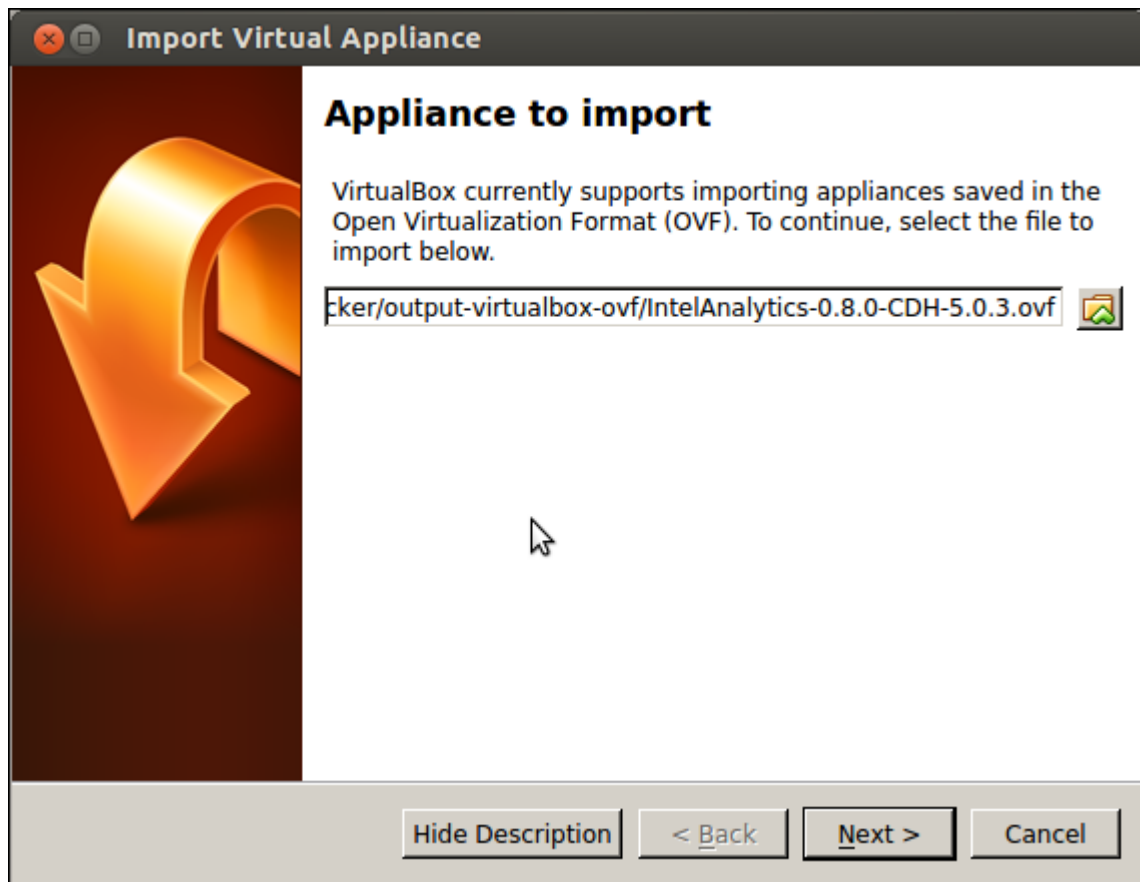 Import Virtual Appliance
Appliance to import
VirtualBox currently supports importing appliances saved in the
Open Virtualization Format (OVF). To continue, select the file to
import below.
cker/output-virtualbox-ovf/IntelAnalytics-0.8.0-CDH-5.0.3.ovf
Hide Description
< Back
Next >
Cancel